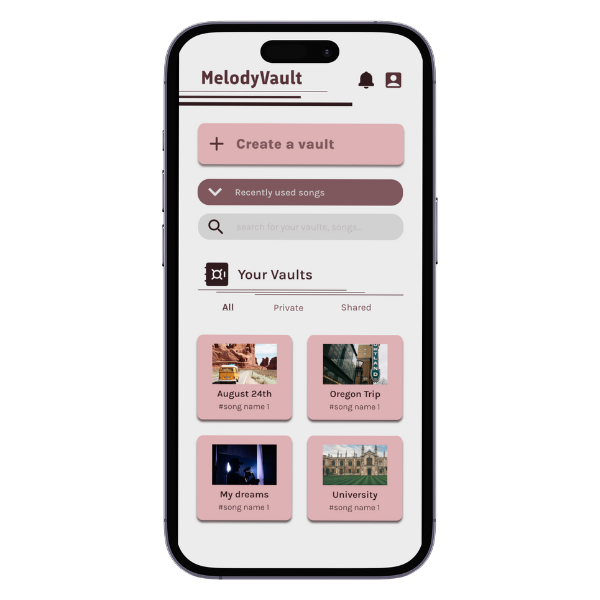 MelodyVault
Create a vault
Recently used songs
search for your vaults, songs...
Your Vaults
All
Private
Shared
August 24th
#song name 1
Oregon Trip
#song name 1
My dreams
#song name 1
University
#song name 1